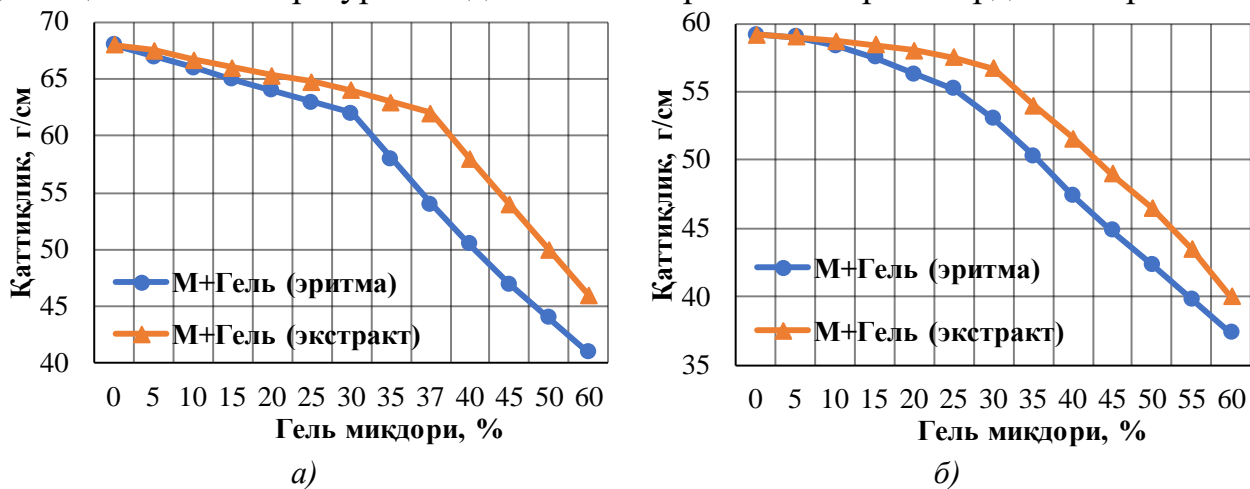 70
65
60
55
50
45
40
Қаттиқлик, г/см
М+Гель (эритма)
М+Гель (экстракт)
0 5 10 15 20 25 30 35 37 40 45 50 60
Гель миқдори, %
а)
60
55
50
45
40
35
Қаттиқлик, г/см
М+Гель (эритма)
М+Гель (экстракт)
0 5 10 15 20 25 30 35 40 45 50 55 60
Гель миқдори, %
б)